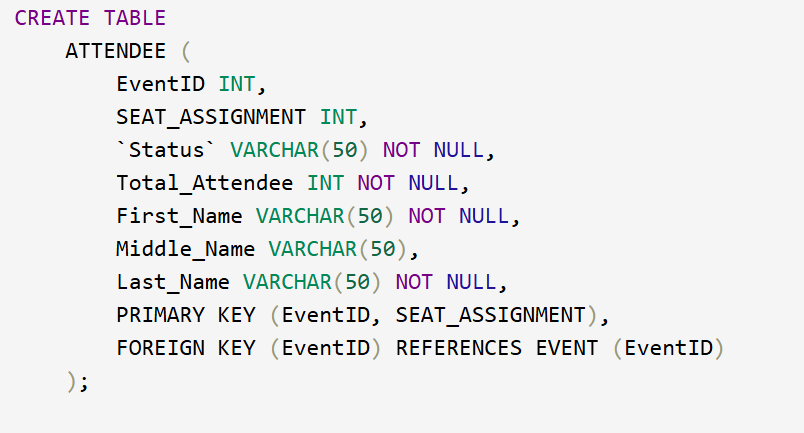 CREATE TABLE
ATTENDEE (
EventID INT,
SEAT_ASSIGNMENT INT,
`Status` VARCHAR(50) NOT NULL,
Total_Attendee INT NOT NULL,
First_Name VARCHAR(50) NOT NULL,
Middle_Name VARCHAR(50),
Last_Name VARCHAR(50) NOT NULL,
PRIMARY KEY (EventID, SEAT_ASSIGNMENT),
FOREIGN KEY (EventID) REFERENCES EVENT (EventID)
);